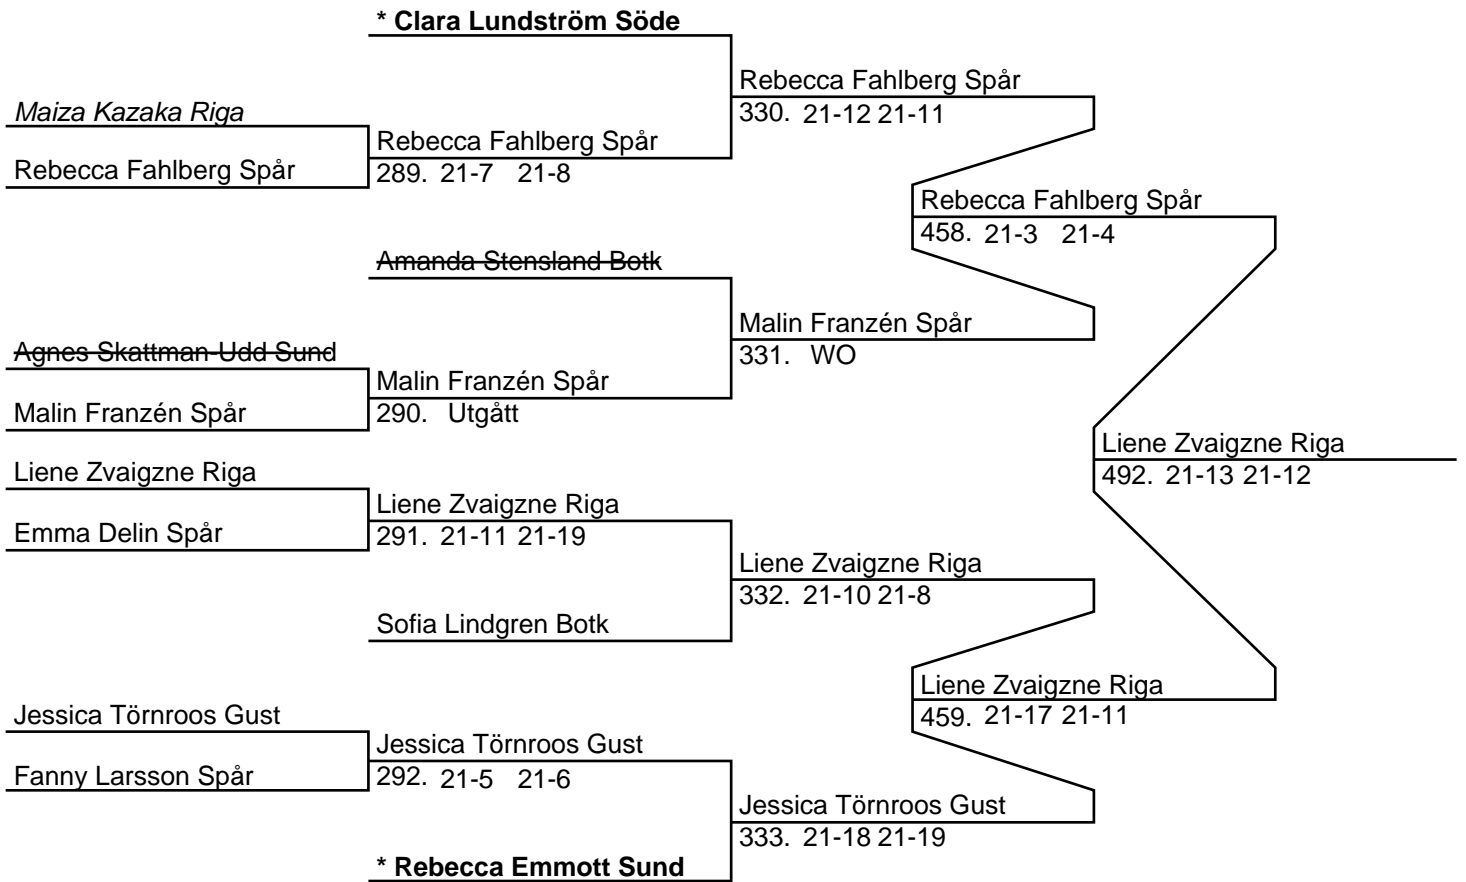 * Clara Lundström Söde
Rebecca Fahlberg Spår
330. 21-12 21-11
Maiza Kazaka Riga
Rebecca Fahlberg Spår
Rebecca Fahlberg Spår
289. 21-7 21-8
Rebecca Fahlberg Spår
458. 21-3 21-4
Amanda Stensland Botk
Malin Franzén Spår
331. WO
Agnes Skattman-Udd Sund
Malin Franzén Spår
Malin Franzén Spår
290. Utgått
Liene Zvaigzne Riga
492. 21-13 21-12
Liene Zvaigzne Riga
Emma Delin Spår
Liene Zvaigzne Riga
291. 21-11 21-19
Liene Zvaigzne Riga
332. 21-10 21-8
Sofia Lindgren Botk
Liene Zvaigzne Riga
459. 21-17 21-11
Jessica Törnroos Gust
Fanny Larsson Spår
Jessica Törnroos Gust
292. 21-5 21-6
Jessica Törnroos Gust
333. 21-18 21-19
* Rebecca Emmott Sund